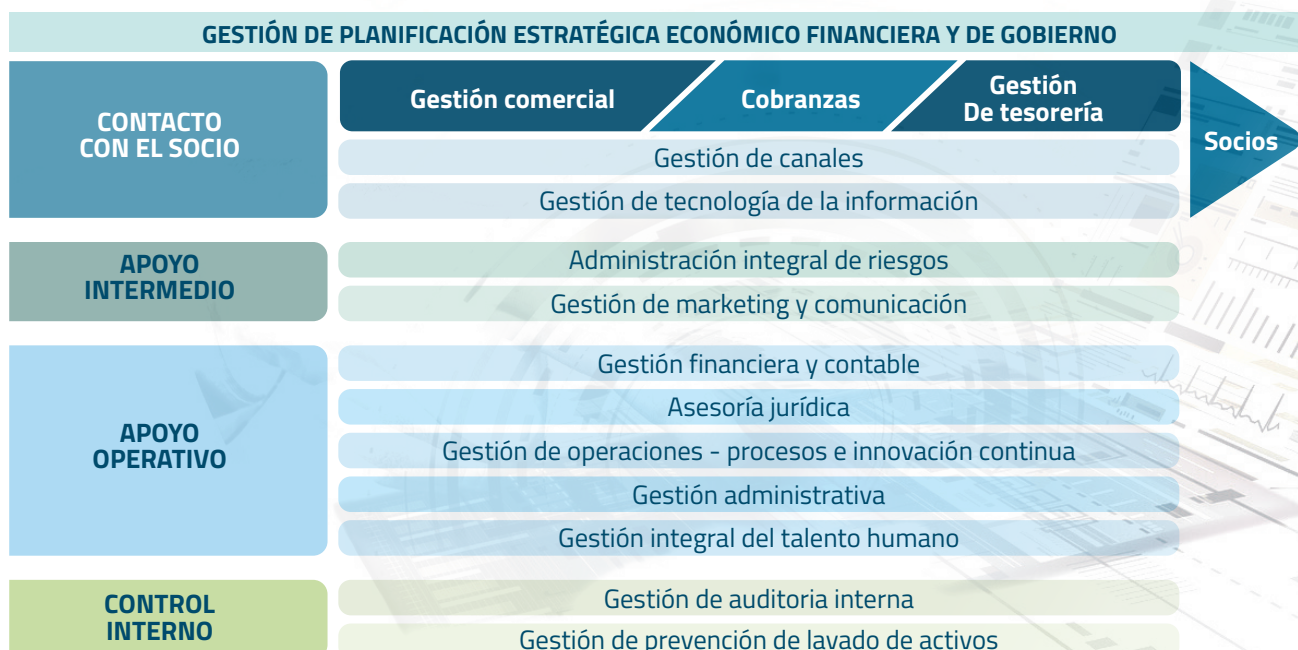 GESTIÓN DE PLANIFICACIÓN ESTRATÉGICA ECONÓMICO FINANCIERA Y DE GOBIERNO
CONTACTO
CON EL SOCIO
Gestión comercial
Cobranzas
Gestión
De tesorería
Socios
Gestión de canales
Gestión de tecnología de la información
APOYO
INTERMEDIO
Administración integral de riesgos
Gestión de marketing y comunicación
APOYO
OPERATIVO
Gestión financiera y contable
Asesoría jurídica
Gestión de operaciones - procesos e innovación continua
Gestión administrativa
Gestión integral del talento humano
CONTROL
INTERNO
Gestión de auditoria interna
Gestión de prevención de lavado de activos